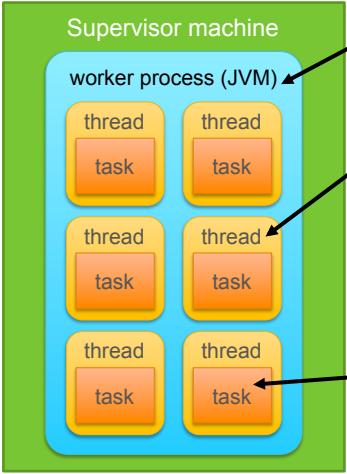 Supervisor machine
worker process (JVM)
thread thread
task task
thread thread
task task
thread thread
task task